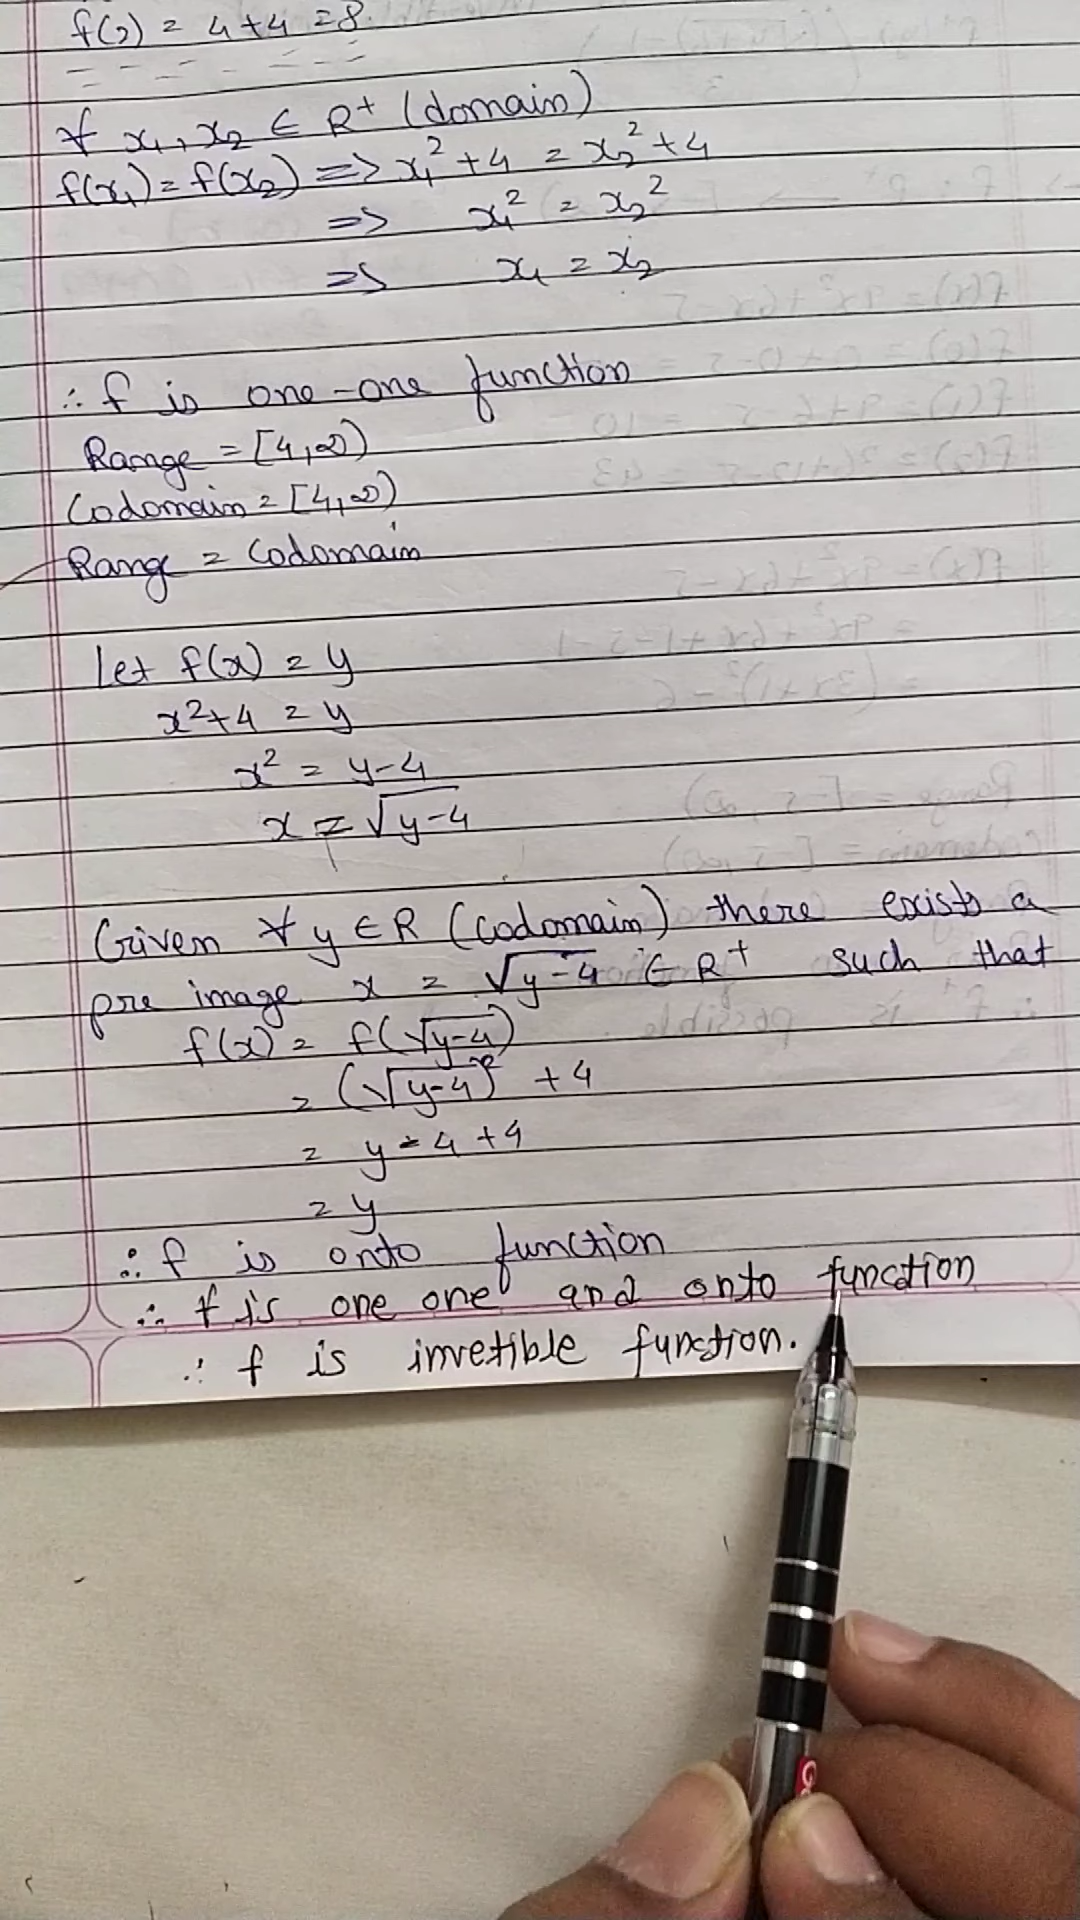 f(2) = 4+4 =8.
∀ x₁, x₂ ∈ R⁺ (domain)
f(x₁) = f(x₂) => x₁² + 4 = x₂² + 4
=> x₁² = x₂²
=> x₁ = x₂
∴ f is one-one function
Range = [4,∞)
Codomain = [4,∞)
Range = Codomain
Let f(x) = y
x²+4 = y
x² = y-4
x = √y-4
Given ∀ y ∈ R (codomain) there exists a
pre image x = √y-4 ∈ R⁺ such that
f(x) = f(√y-4)
= (√y-4)² + 4
= y - 4 + 4
= y
∴ f is onto function
∴ f is one one and onto function
∴ f is invetible function.